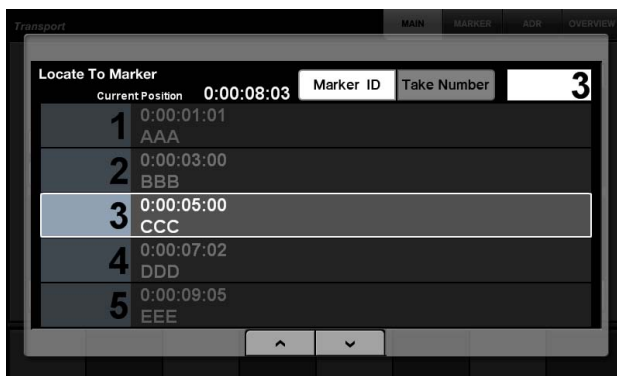 Transport MAIN MARKER ADR OVERVIEW
Locate To Marker
Current Position 0:00:08:03 Marker ID Take Number 3
1 0:00:01:01
AAA
2 0:00:03:00
BBB
3 0:00:05:00
CCC
4 0:00:07:02
DDD
5 0:00:09:05
EEE